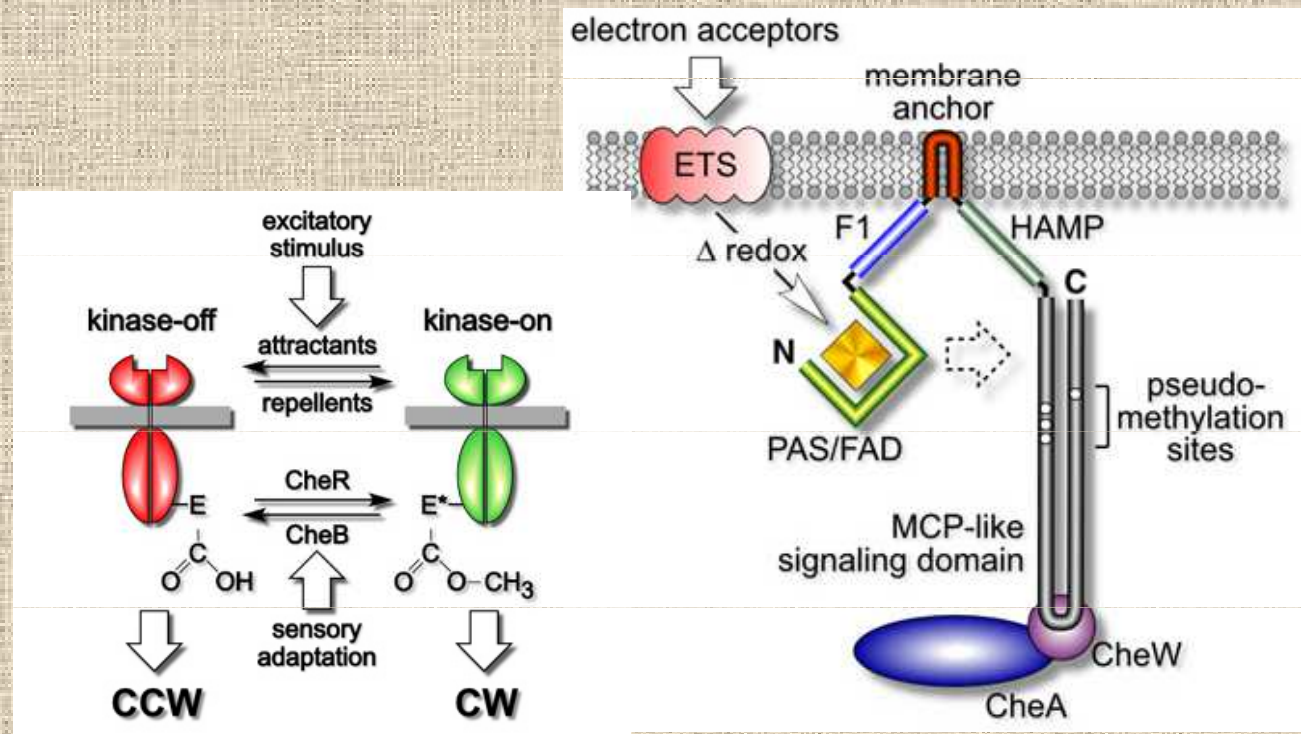 excitatory
stimulus
kinase-off
kinase-on
attractants
repellents
CheR
E
E*
CheB
C
O
OH
C
O
O–CH3
sensory
adaptation
CCW
CW
electron acceptors
membrane
anchor
ETS
F1
HAMP
Δ redox
C
N
pseudo-
methylation
sites
PAS/FAD
MCP-like
signaling domain
CheW
CheA